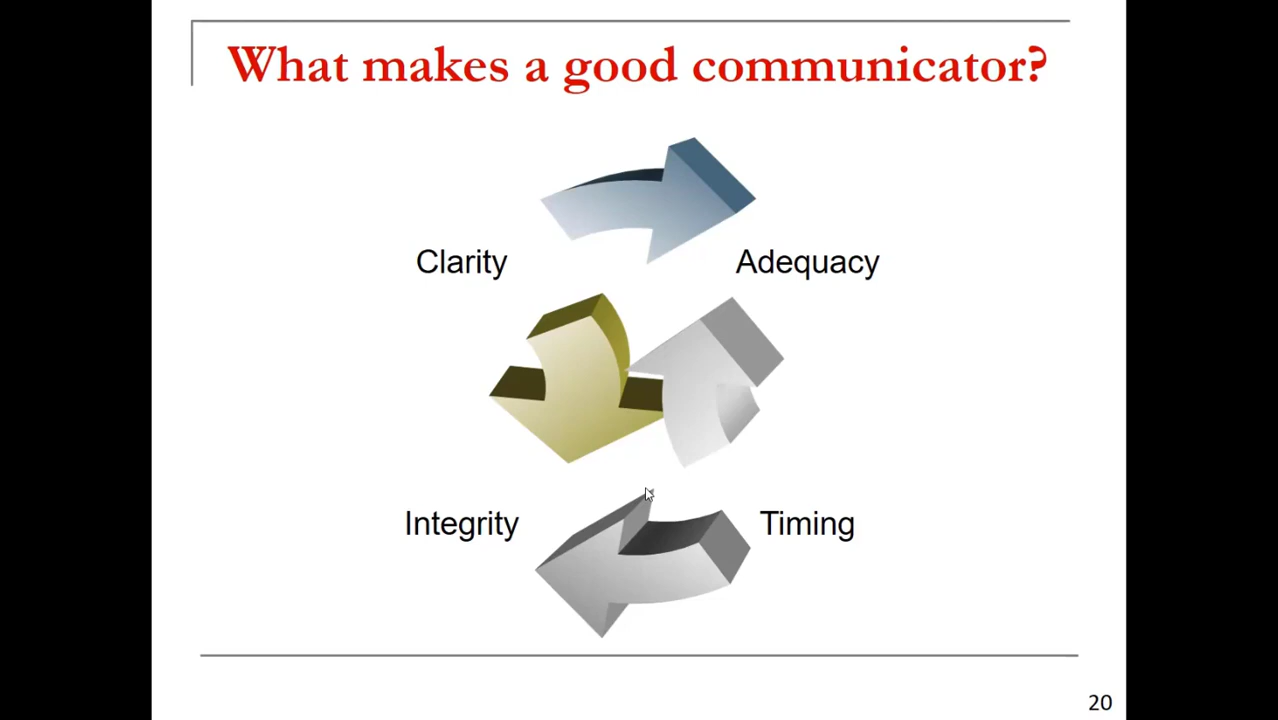 What makes a good communicator?
Clarity
Adequacy
Integrity
Timing
20